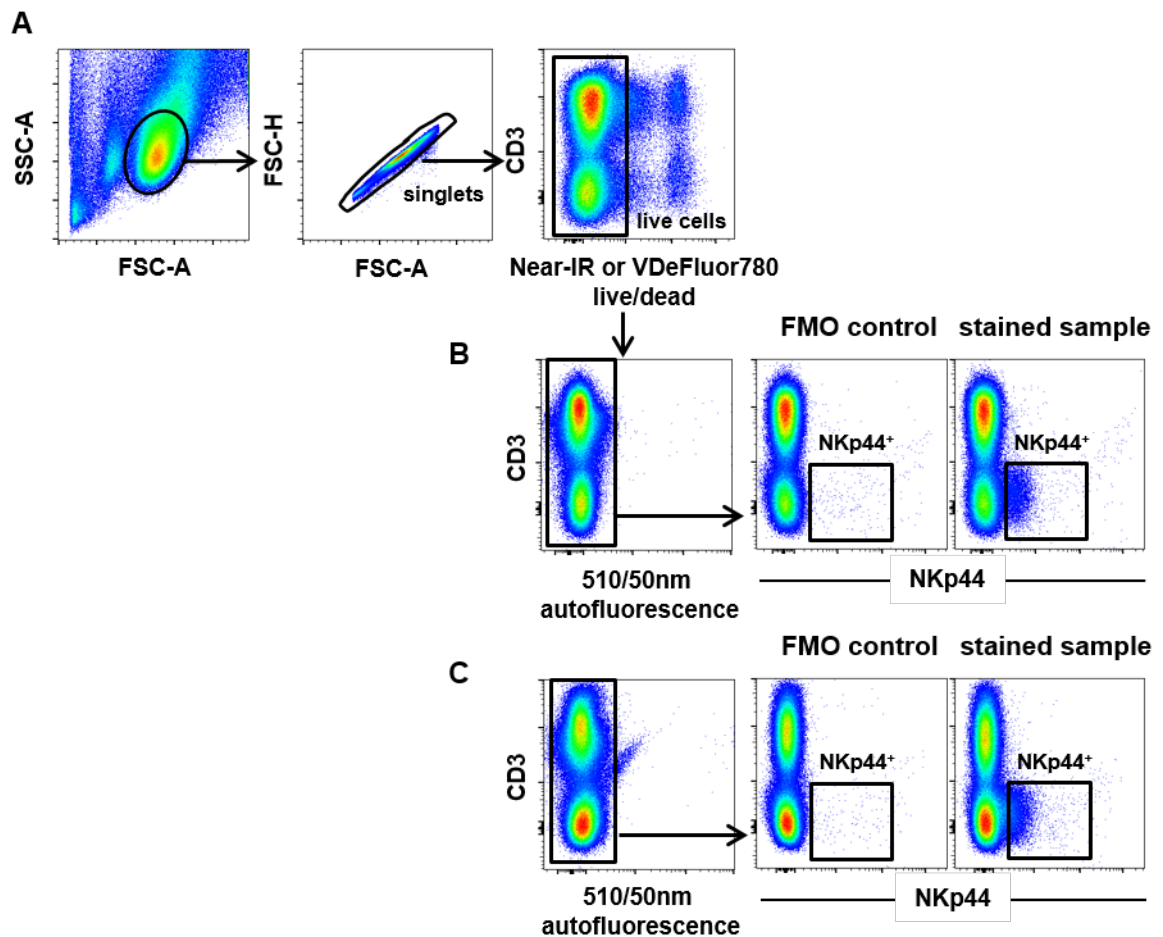 A
SSC-A
FSC-A
FSC-H
singlets
FSC-A
CD3
live cells
Near-IR or VDeFluor780
live/dead
B
FMO control
stained sample
CD3
NKp44⁺
NKp44⁺
510/50nm
autofluorescence
NKp44
C
FMO control
stained sample
CD3
NKp44⁺
NKp44⁺
510/50nm
autofluorescence
NKp44